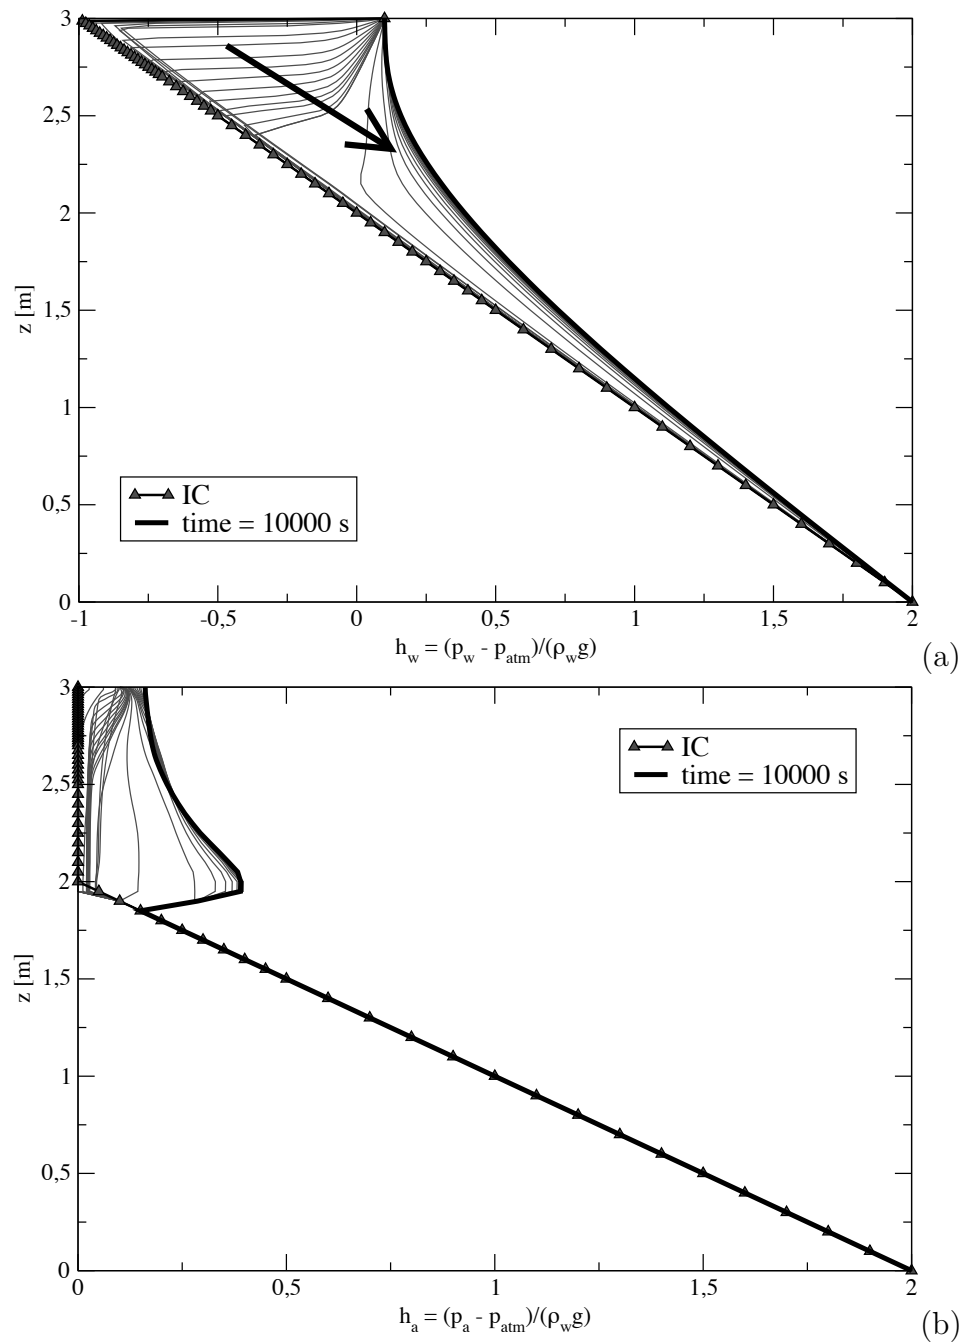 3
2,5
2
1,5
1
0,5
0
z [m]
IC
time = 10000 s
-1
-0,5
0
0,5
1
1,5
2
h_w = (p_w - p_atm)/(ρ_w g)
(a)
3
2,5
2
1,5
1
0,5
0
z [m]
IC
time = 10000 s
0
0,5
1
1,5
2
h_a = (p_a - p_atm)/(ρ_w g)
(b)